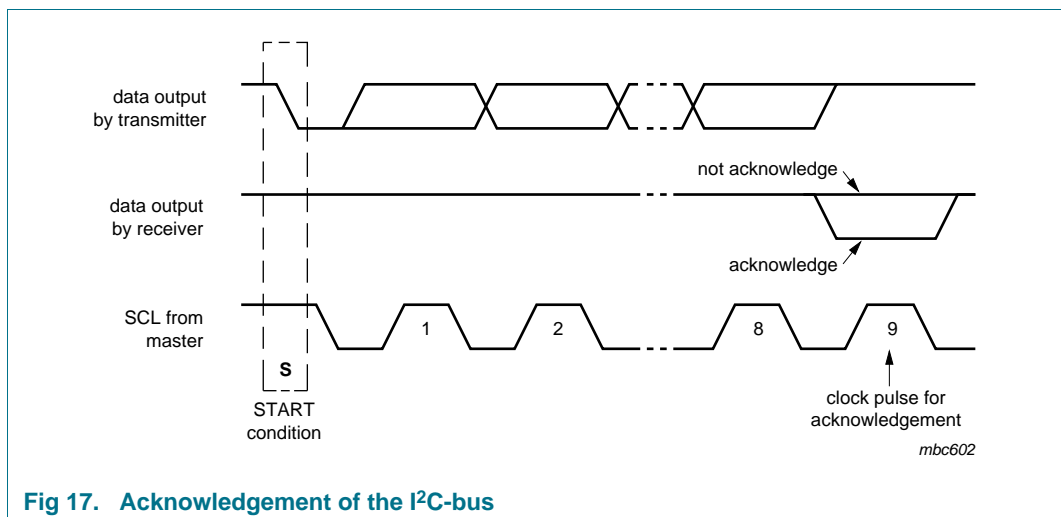 data output
by transmitter
not acknowledge
data output
by receiver
acknowledge
SCL from
master
1
2
8
9
S
START
condition
clock pulse for
acknowledgement
mbc602
Fig 17. Acknowledgement of the I²C-bus